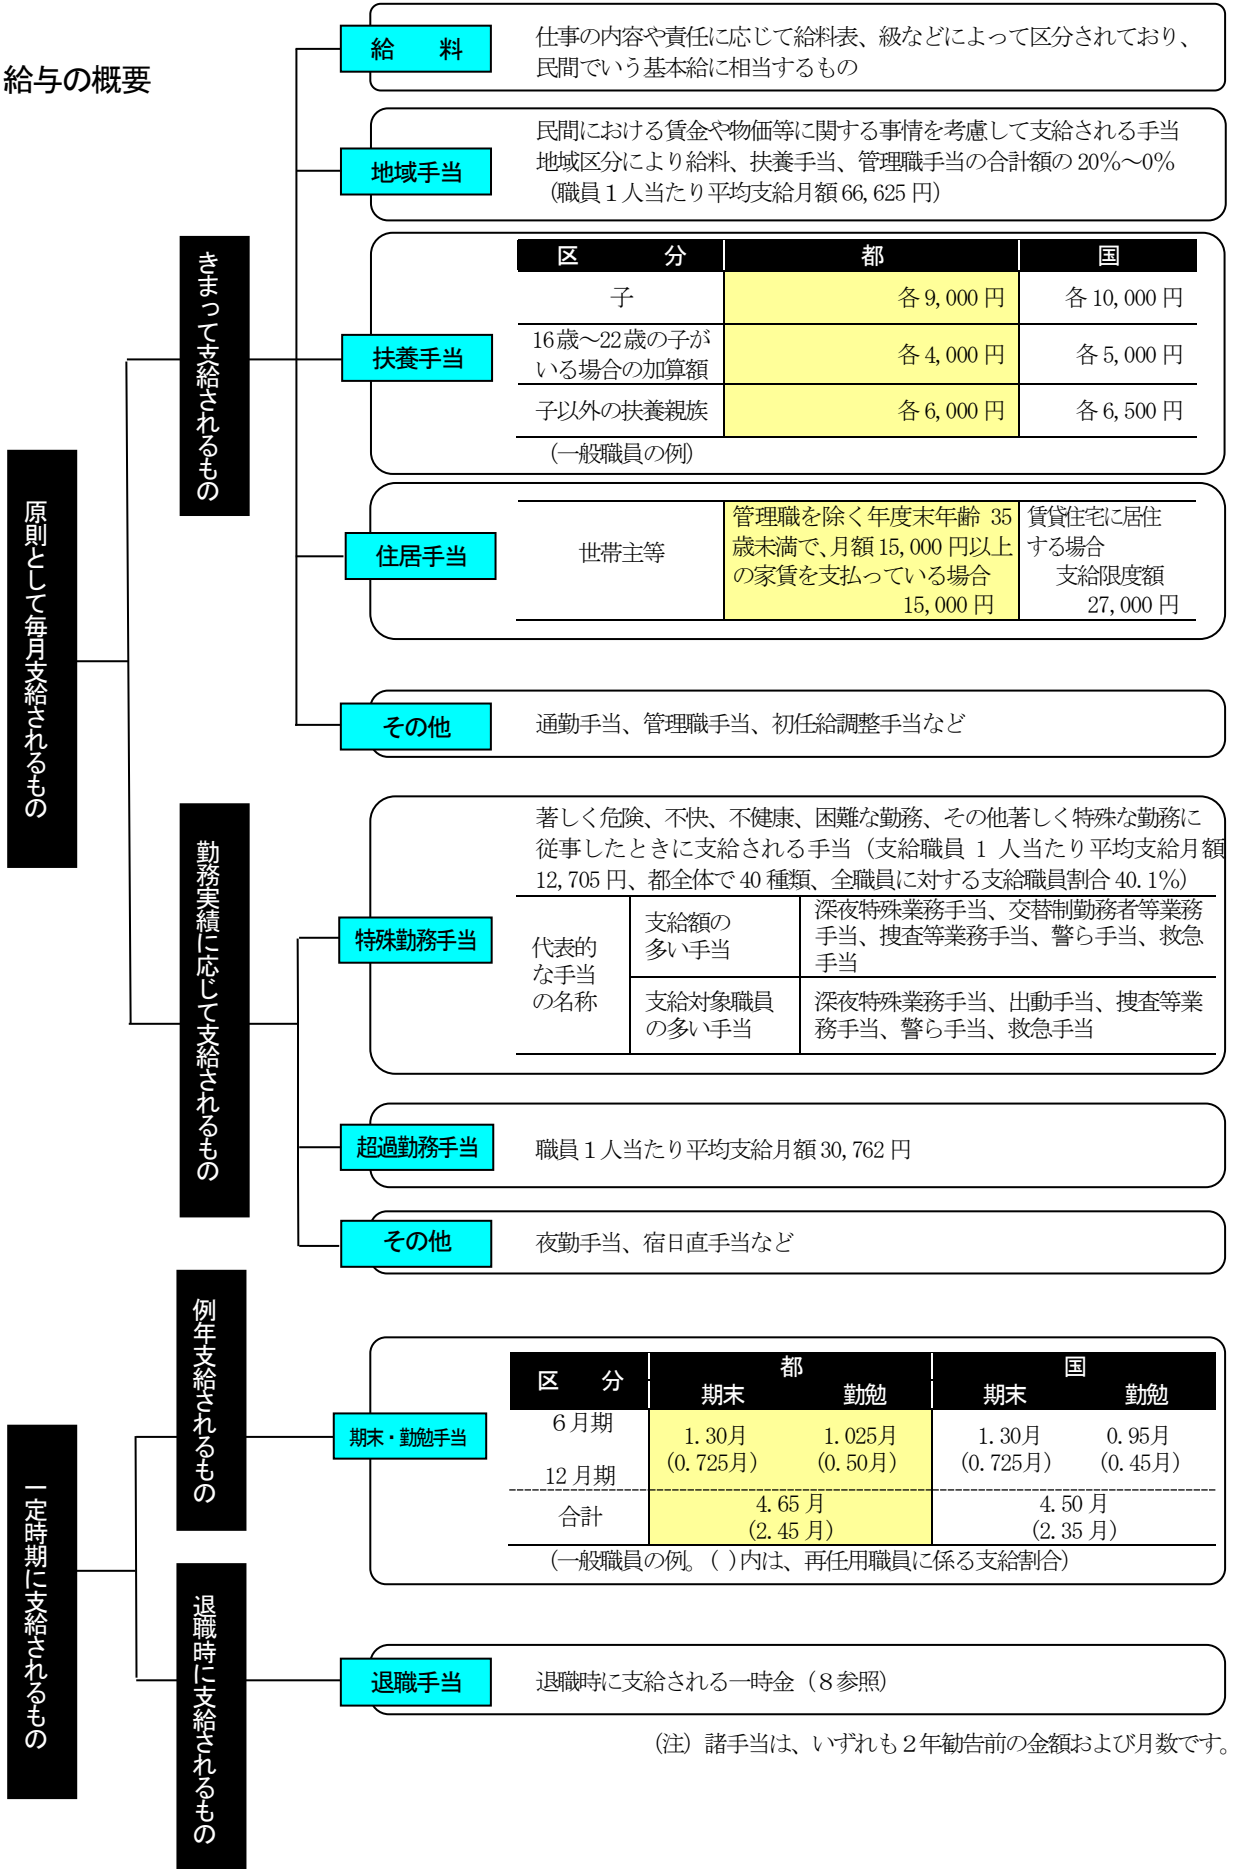 給与の概要
原則として毎月支給されるもの
きまって支給されるもの
給　　料
仕事の内容や責任に応じて給料表、級などによって区分されており、
民間でいう基本給に相当するもの
地域手当
民間における賃金や物価等に関する事情を考慮して支給される手当
地域区分により給料、扶養手当、管理職手当の合計額の20%～0%
（職員１人当たり平均支給月額66,625円）
扶養手当
区　　　分　都　国
子　各9,000円　各10,000円
16歳～22歳の子が
いる場合の加算額　各4,000円　各5,000円
子以外の扶養親族　各6,000円　各6,500円
（一般職員の例）
住居手当
世帯主等
管理職を除く年度末年齢 35
歳未満で、月額15,000円以上
の家賃を支払っている場合
15,000円
賃貸住宅に居住
する場合
支給限度額
27,000円
その他
通勤手当、管理職手当、初任給調整手当など
勤務実績に応じて支給されるもの
特殊勤務手当
著しく危険、不快、不健康、困難な勤務、その他著しく特殊な勤務に
従事したときに支給される手当（支給職員 1 人当たり平均支給月額
12,705円、都全体で40種類、全職員に対する支給職員割合40.1%）
代表的
な手当
の名称
支給額の
多い手当
深夜特殊業務手当、交替制勤務者等業務
手当、捜査等業務手当、警ら手当、救急
手当
支給対象職員
の多い手当
深夜特殊業務手当、出動手当、捜査等業
務手当、警ら手当、救急手当
超過勤務手当
職員１人当たり平均支給月額30,762円
その他
夜勤手当、宿日直手当など
一定時期に支給されるもの
例年支給されるもの
期末・勤勉手当
区　　分　都　国
期末　勤勉　期末　勤勉
６月期
1.30月　1.025月　1.30月　0.95月
(0.725月)　(0.50月)　(0.725月)　(0.45月)
12月期
合計
4.65月　4.50月
(2.45月)　(2.35月)
（一般職員の例。( )内は、再任用職員に係る支給割合）
退職時に支給されるもの
退職手当
退職時に支給される一時金（８参照）
（注）諸手当は、いずれも２年勧告前の金額および月数です。